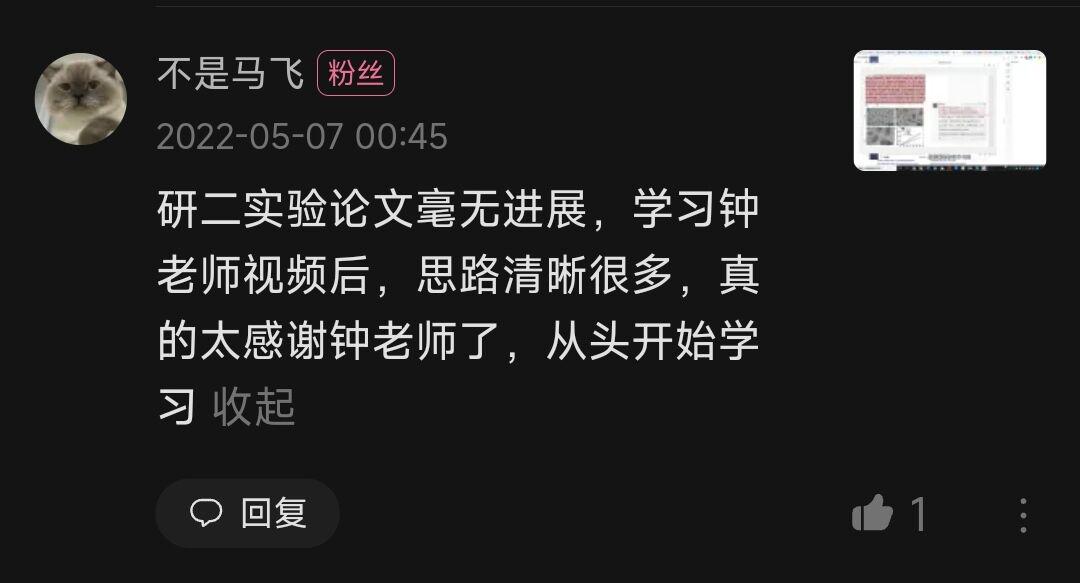 不是马飞 粉丝
2022-05-07 00:45
研二实验论文毫无进展，学习钟
老师视频后，思路清晰很多，真
的太感谢钟老师了，从头开始学
习 收起
回复
1